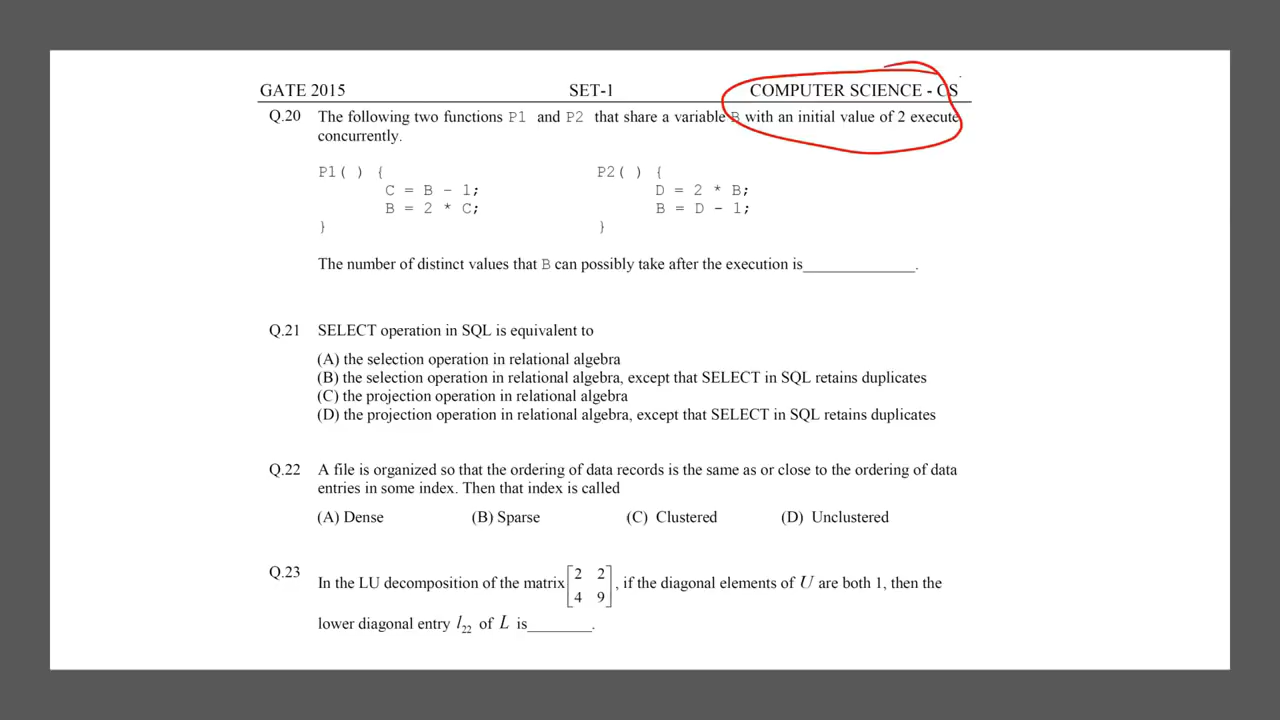 GATE 2015 SET-1 COMPUTER SCIENCE - CS
Q.20 The following two functions P1 and P2 that share a variable B with an initial value of 2 execute
concurrently.
P1( ) { P2( ) {
C = B – 1; D = 2 * B;
B = 2 * C; B = D - 1;
} }
The number of distinct values that B can possibly take after the execution is______________.
Q.21 SELECT operation in SQL is equivalent to
(A) the selection operation in relational algebra
(B) the selection operation in relational algebra, except that SELECT in SQL retains duplicates
(C) the projection operation in relational algebra
(D) the projection operation in relational algebra, except that SELECT in SQL retains duplicates
Q.22 A file is organized so that the ordering of data records is the same as or close to the ordering of data
entries in some index. Then that index is called
(A) Dense (B) Sparse (C) Clustered (D) Unclustered
Q.23 In the LU decomposition of the matrix [2 2; 4 9], if the diagonal elements of U are both 1, then the
lower diagonal entry l22 of L is________.